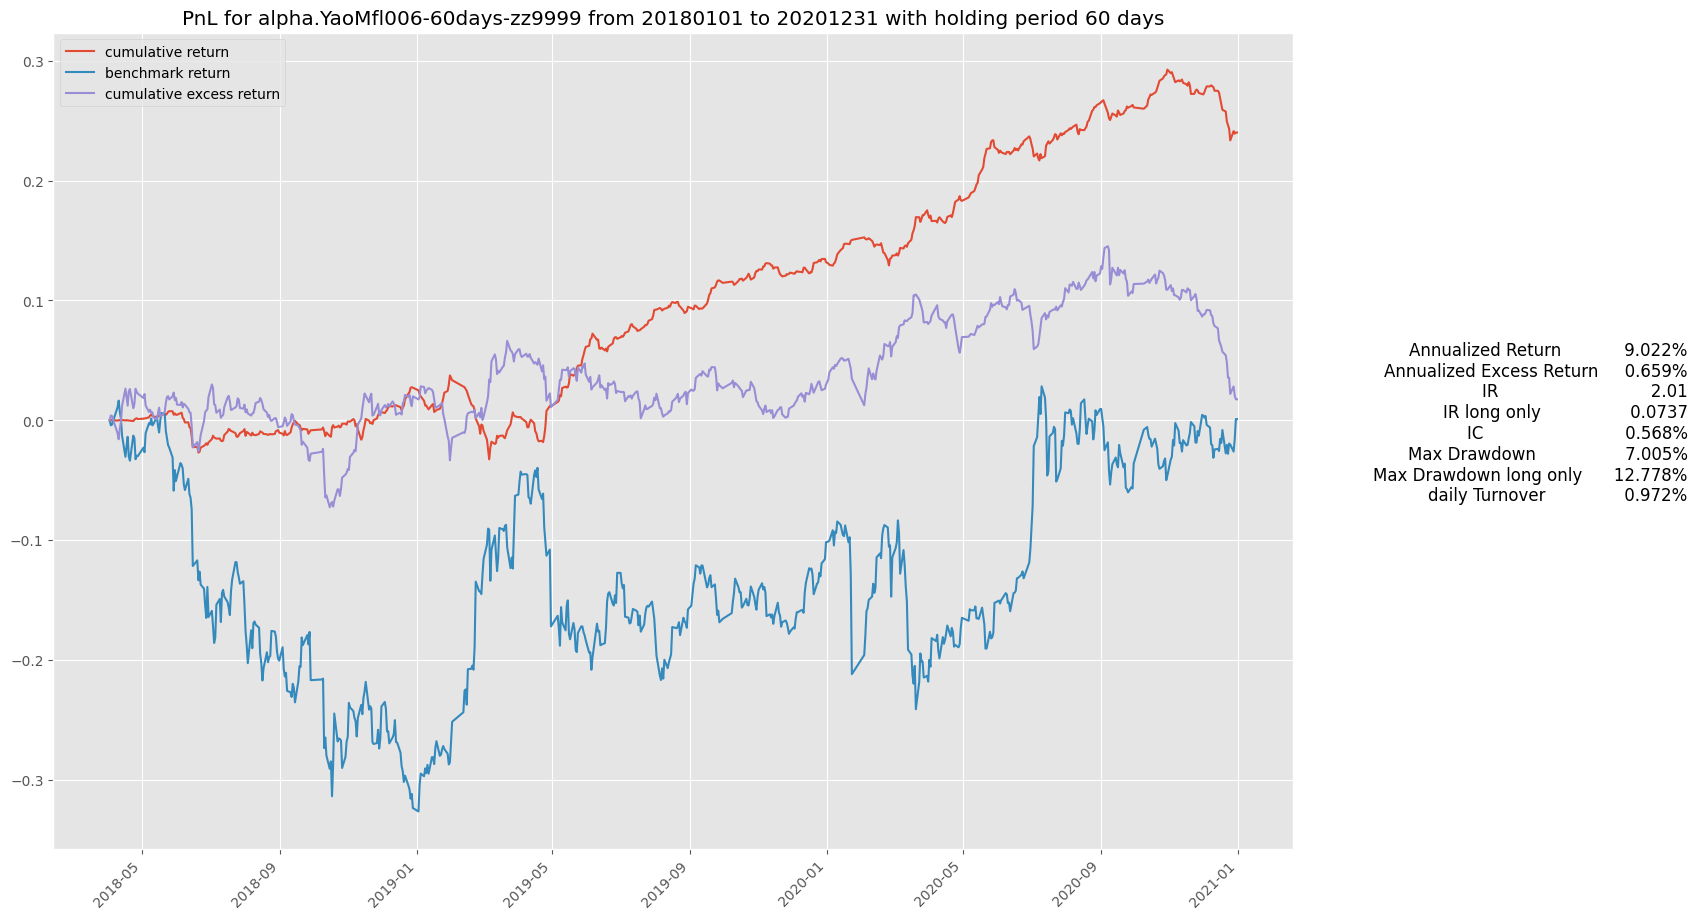 PnL for alpha.YaoMfl006-60days-zz9999 from 20180101 to 20201231 with holding period 60 days
cumulative return
benchmark return
cumulative excess return
0.3
0.2
0.1
0.0
−0.1
−0.2
−0.3
2018-05
2018-09
2019-01
2019-05
2019-09
2020-01
2020-05
2020-09
2021-01
Annualized Return 9.022%
Annualized Excess Return 0.659%
IR 2.01
IR long only 0.0737
IC 0.568%
Max Drawdown 7.005%
Max Drawdown long only 12.778%
daily Turnover 0.972%